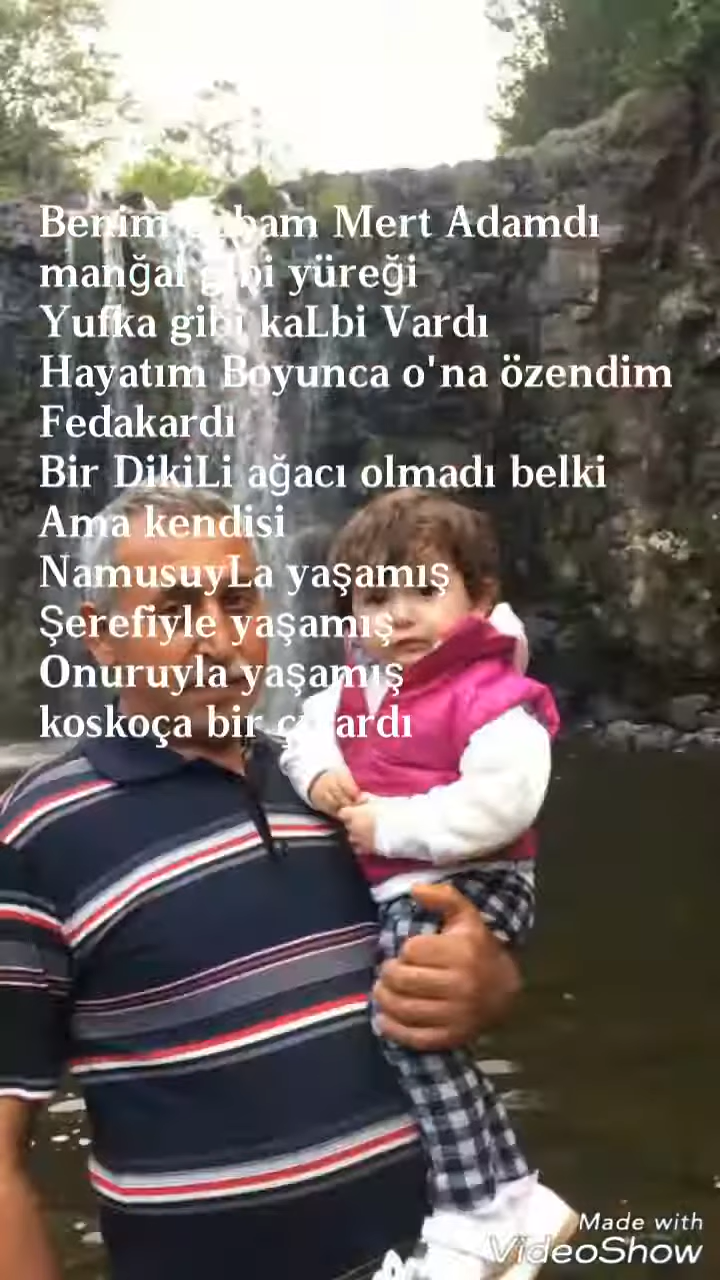 Benim babam Mert Adamdı
manğal gibi yüreği
Yufka gibi kaLbi Vardı
Hayatım Boyunca o'na özendim
Fedakardı
Bir DikiLi ağacı olmadı belki
Ama kendisi
NamusuyLa yaşamış
Şerefiyle yaşamış
Onuruyla yaşamış
koskoça bir çınardı
Made with
VideoShow